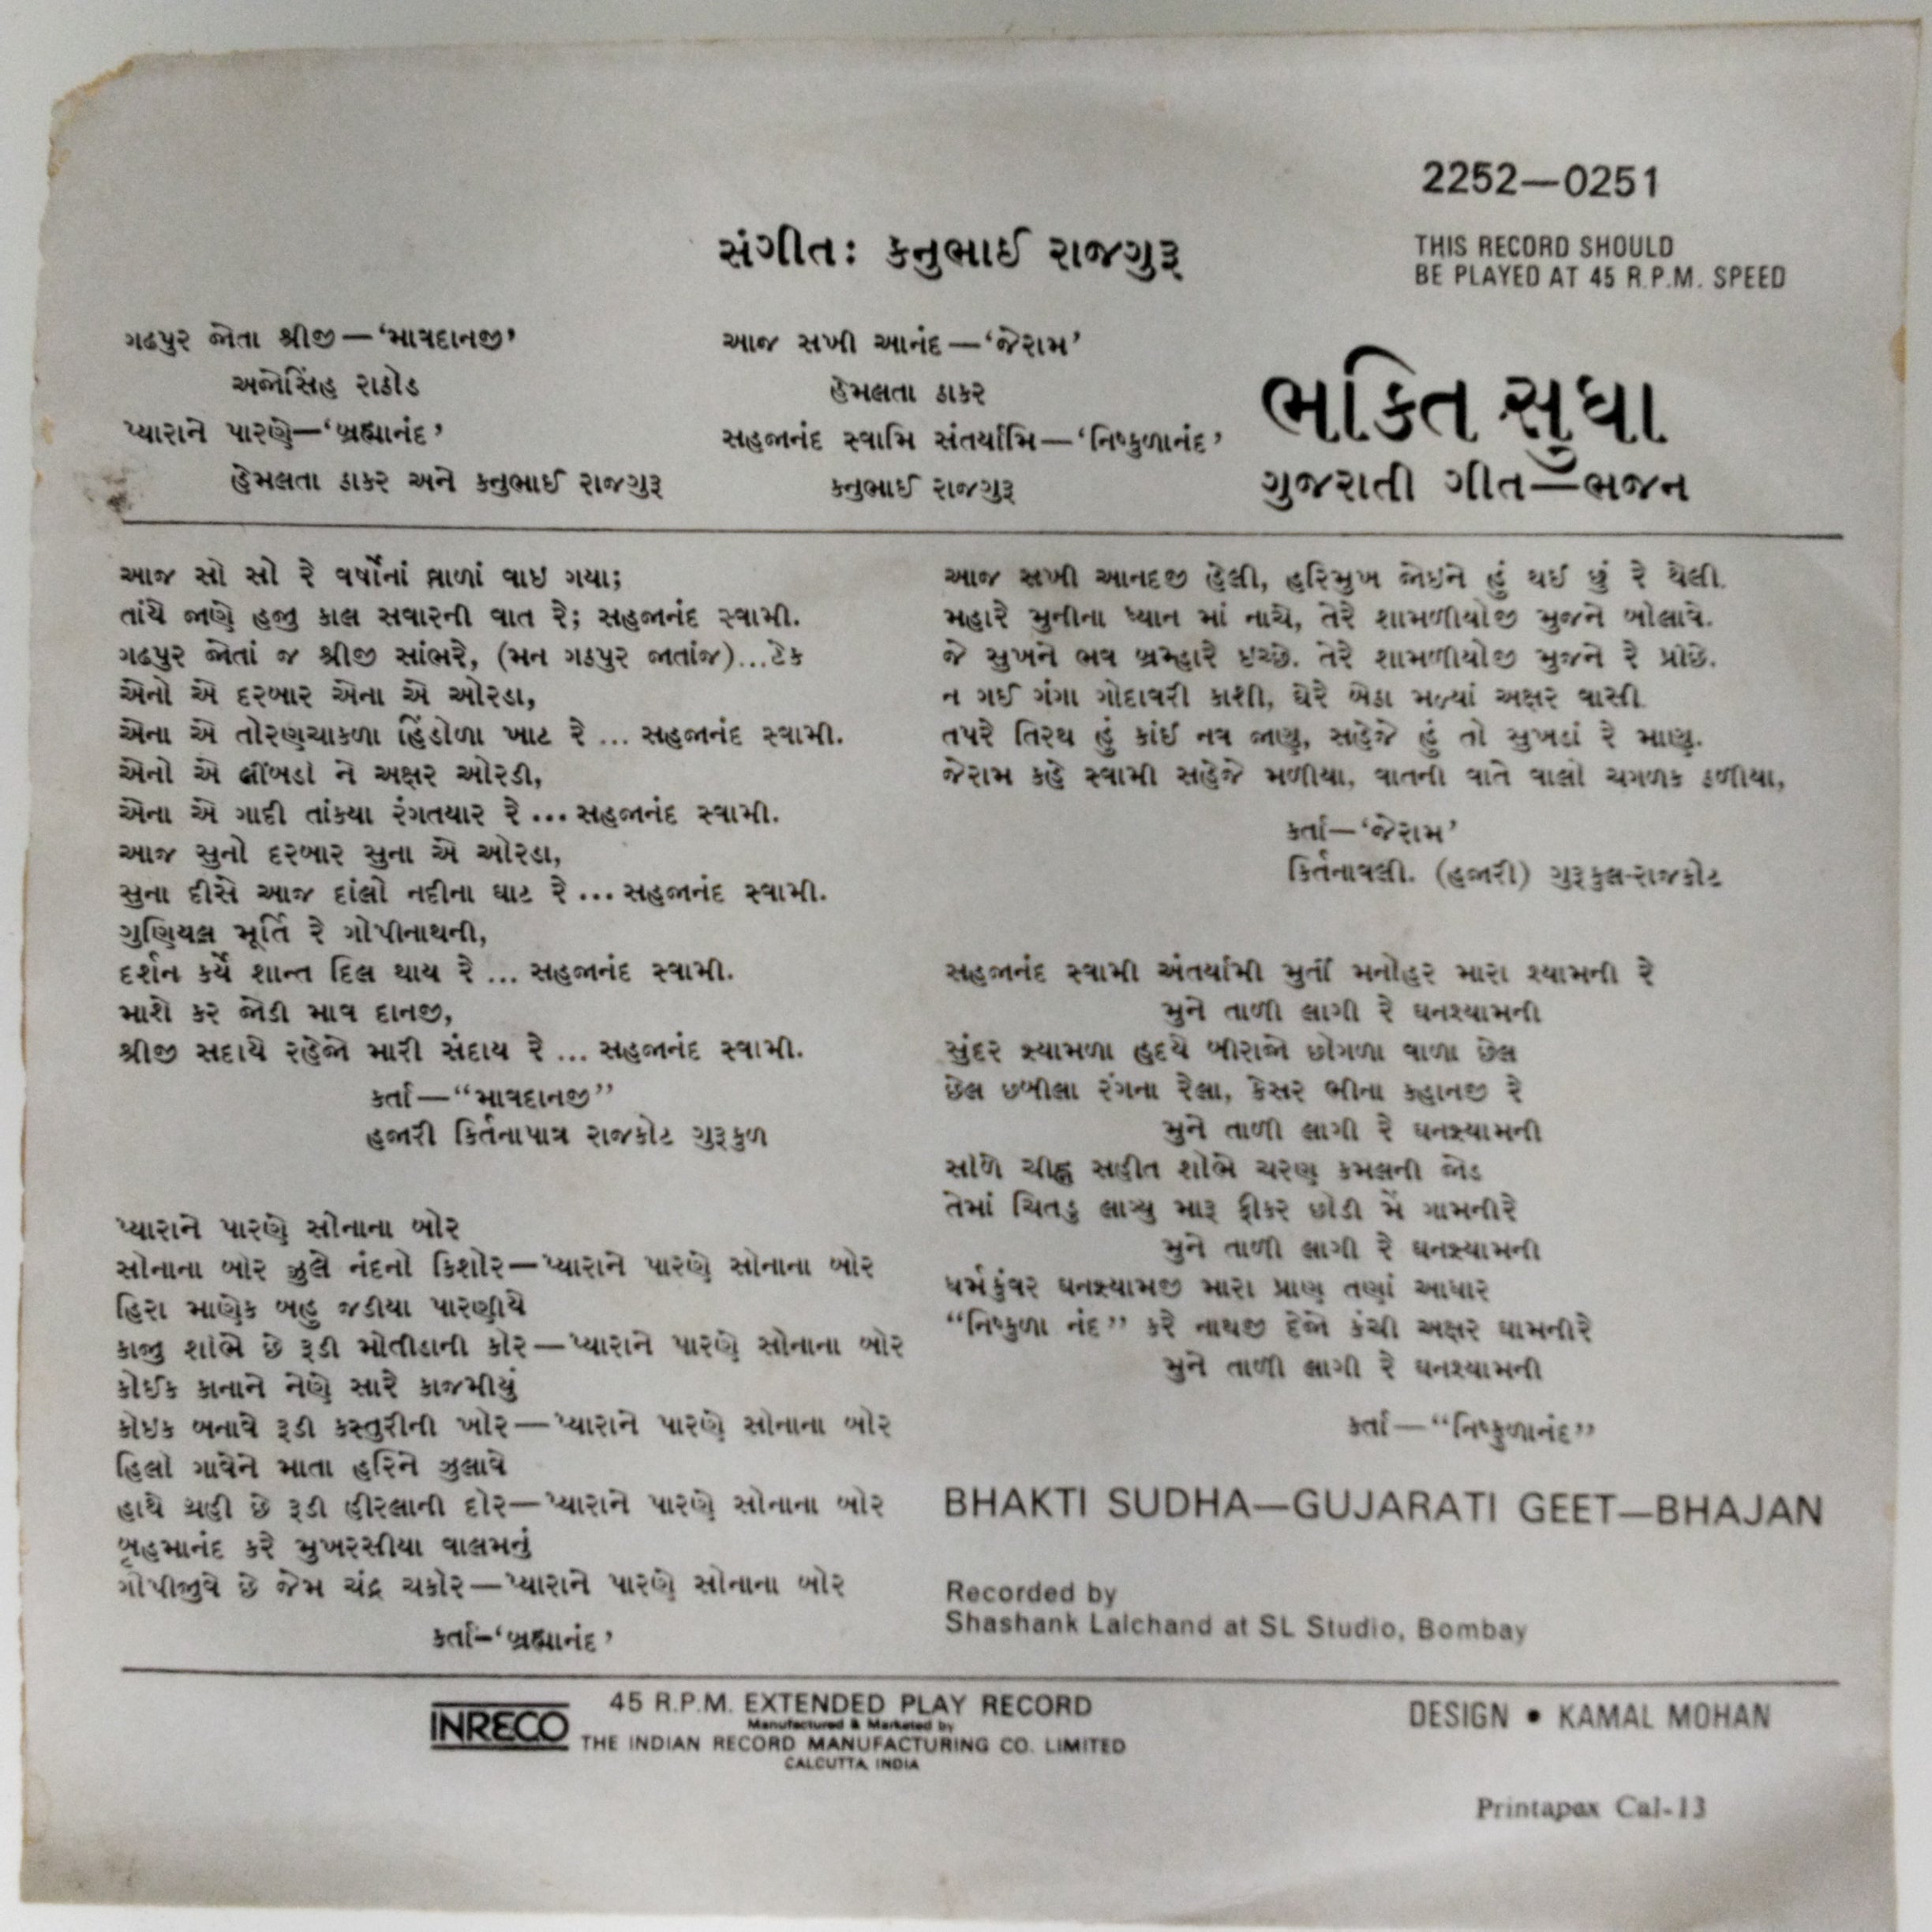 2252—0251
THIS RECORD SHOULD
BE PLAYED AT 45 R.P.M. SPEED
સંગીત: કનુભાઈ રાજગુરૂ
ગઢપુર જોતા શ્રીજી—‘માવદાનજી’
અજોસિંહ રાઠોડ
પ્યારાને પારણે—‘બ્રહ્માનંદ’
હેમલતા ઠાકર અને કનુભાઈ રાજગુરૂ
આજ સખી આનંદ—‘જેરામ’
હેમલતા ઠાકર
સહજાનંદ સ્વામિ સંતર્યામિ—‘નિષ્કુળાનંદ’
કનુભાઈ રાજગુરૂ
ભકિત સુધા
ગુજરાતી ગીત—ભજન
આજ સો સો રે વર્ષોનાં વાળાં વાઇ ગયા;
તાંયે જાણે હજુ કાલ સવારની વાત રે; સહજાનંદ સ્વામી.
ગઢપુર જોતાં જ શ્રીજી સાંભરે, (મન ગઢપુર જાતાંજ)...ટેક
એનો એ દરબાર એના એ ઓરડા,
એના એ તોરણચાકળા હિંડોળા ખાટ રે ... સહજાનંદ સ્વામી.
એનો એ લીંબડો ને અક્ષર ઓરડી,
એના એ ગાદી તાંકયા રંગતયાર રે ... સહજાનંદ સ્વામી.
આજ સુનો દરબાર સુના એ ઓરડા,
સુના દીસે આજ દાંલો નદીના ઘાટ રે ... સહજાનંદ સ્વામી.
ગુણિયલ મૂર્તિ રે ગોપીનાથની,
દર્શન કર્યે શાન્ત દિલ થાય રે ... સહજાનંદ સ્વામી.
માશે કર જોડી માવ દાનજી,
શ્રીજી સદાયે રહેજો મારી સંદાય રે ... સહજાનંદ સ્વામી.
કર્તા—“માવદાનજી”
હજારી કિર્તનાપાત્ર રાજકોટ ગુરૂકુળ
પ્યારાને પારણે સોનાના બોર
સોનાના બોર ઝુલે નંદનો કિશોર—પ્યારાને પારણે સોનાના બોર
હિરા માણેક બહુ જડીયા પારણીયે
કાજુ શોભે છે રૂડી મોતીડાની કોર—પ્યારાને પારણે સોનાના બોર
કોઈક કાનાને નેણે સારે કાજમીયું
કોઇક બનાવે રૂડી કસ્તુરીની ખોર—પ્યારાને પારણે સોનાના બોર
હિલો ગાવેને માતા હરિને ઝુલાવે
હાથે ગ્રહી છે રૂડી હીરલાની દોર—પ્યારાને પારણે સોનાના બોર
બૃહમાનંદ કરે મુખરસીયા વાલમનું
ગોપીજુવે છે જેમ ચંદ્ર ચકોર—પ્યારાને પારણે સોનાના બોર
કર્તા—‘બ્રહ્માનંદ’
આજ સખી આનદજી હેલી, હરિમુખ જોઇને હું થઈ છું રે ઘેલી.
મહારે મુનીના ધ્યાન માં નાવે, તેરે શામળીયોજી મુજને બોલાવે.
જે સુખને ભવ બ્રમ્હારે ઇચ્છે. તેરે શામળીયોજી મુજને રે પ્રોછે.
ન ગઈ ગંગા ગોદાવરી કાશી, ઘેરે બેઠા મળ્યાં અક્ષર વાસી.
તપરે તિરથ હું કાંઈ નવ જાણુ, સહેજે હું તો સુખડાં રે માણુ.
જેરામ કહે સ્વામી સહેજે મળીયા, વાતની વાતે વાલો ચગળક ઢળીયા,
કર્તા—‘જેરામ’
કિર્તનાવલી. (હજારી) ગુરૂકુલ-રાજકોટ
સહજાનંદ સ્વામી અંતર્યામી મુર્તી મનોહર મારા શ્યામની રે
મુને તાળી લાગી રે ઘનશ્યામની
સુંદર શ્યામળા હૃદયે બીરાજો છોગળા વાળા છેલ
છેલ છબીલા રંગના રેલા, કેસર ભીના કહાનજી રે
મુને તાળી લાગી રે ઘનશ્યામની
સોળે ચીહ્ન સહીત શોભે ચરણ કમલની જોડ
તેમાં ચિતડુ લાગ્યુ મારૂ ફીકર છોડી મેં ગામનીરે
મુને તાળી લાગી રે ઘનશ્યામની
ધર્મકુંવર ઘનશ્યામજી મારા પ્રાણ તણાં આધાર
“નિષ્કુળા નંદ” કરે નાથજી દેજો કંચી અક્ષર ધામનીરે
મુને તાળી લાગી રે ઘનશ્યામની
કર્તા—“નિષ્કુળાનંદ”
BHAKTI SUDHA—GUJARATI GEET—BHAJAN
Recorded by
Shashank Lalchand at SL Studio, Bombay
INRECO
45 R.P.M. EXTENDED PLAY RECORD
Manufactured & Marketed by
THE INDIAN RECORD MANUFACTURING CO. LIMITED
CALCUTTA, INDIA
DESIGN • KAMAL MOHAN
Printapax Cal-13